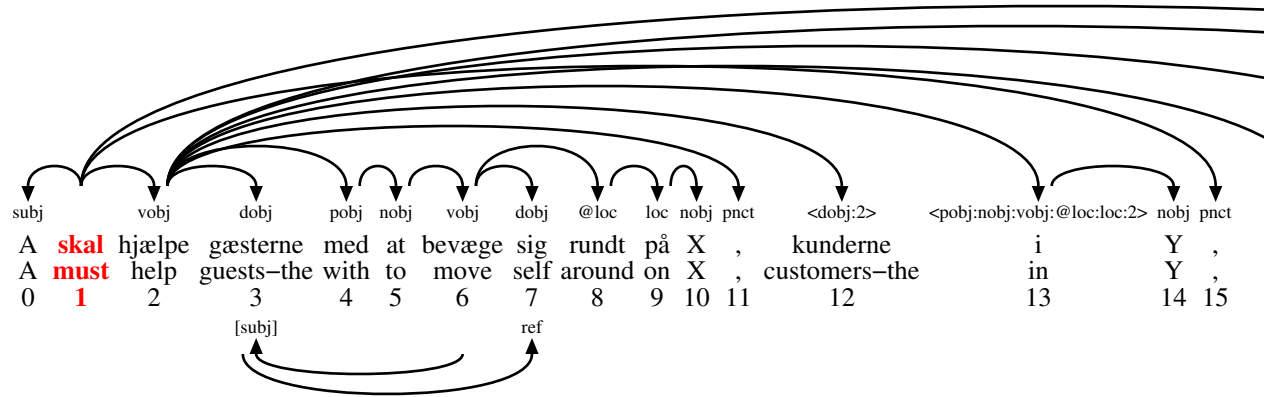 subj vobj dobj pobj nobj vobj dobj @loc loc nobj pnct <dobj:2> <pobj:nobj:vobj:@loc:loc:2> nobj pnct
A skal hjælpe gæsterne med at bevæge sig rundt på X , kunderne i Y ,
A must help guests–the with to move self around on X , customers–the in Y ,
0 1 2 3 4 5 6 7 8 9 10 11 12 13 14 15
[subj] ref